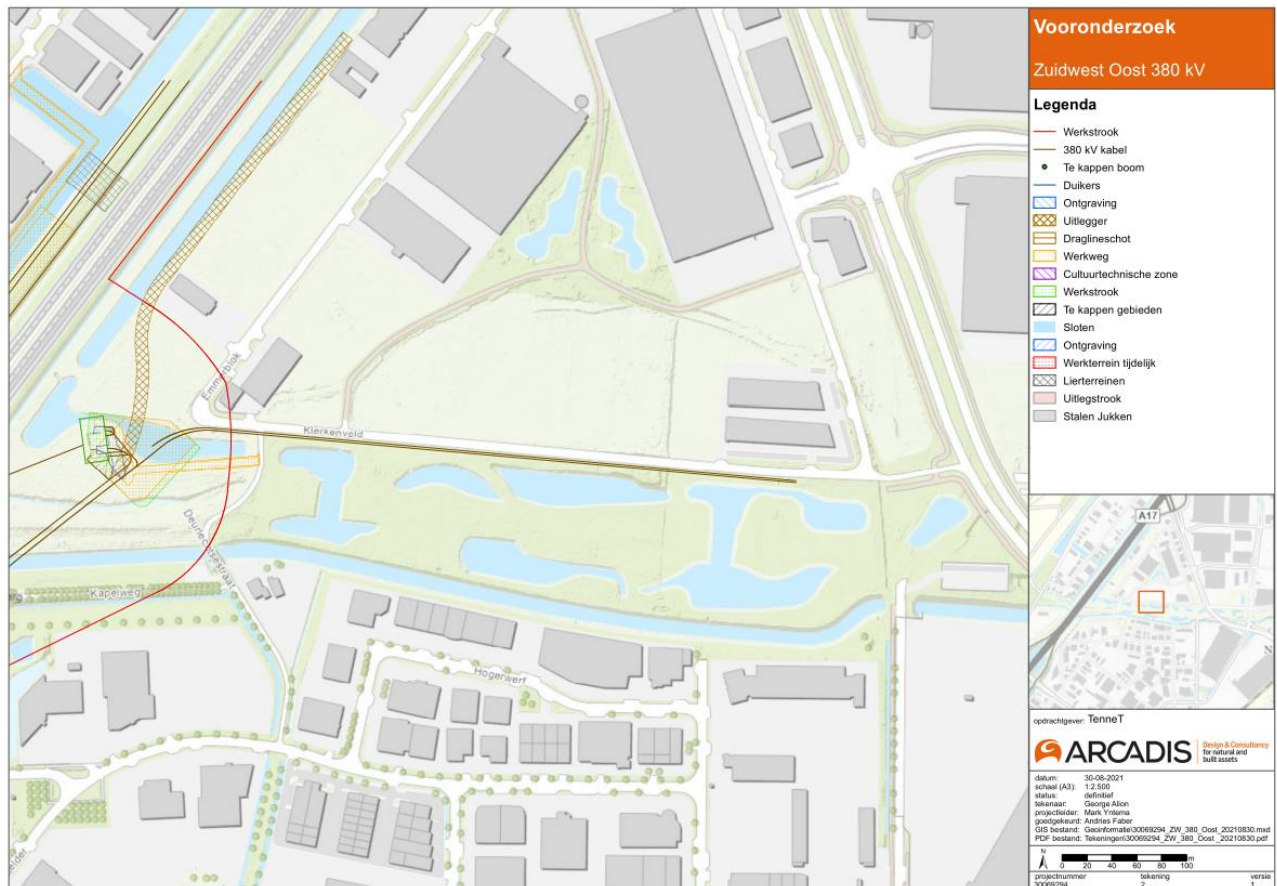 Vooronderzoek
Zuidwest Oost 380 kV
Legenda
Werkstrook
380 kV kabel
Te kappen boom
Duikers
Ontgraving
Uitlegger
Draglineschot
Werkweg
Cultuurtechnische zone
Werkstrook
Te kappen gebieden
Sloten
Ontgraving
Werkterrein tijdelijk
Lierterreinen
Uitlegstrook
Stalen Jukken
Emmerblok
Klerkenveld
Deurlechtsestraat
Kapelweg
Hogerwerf
A17
opdrachtgever: TenneT
ARCADIS
Design & Consultancy
for natural and
built assets
datum: 30-08-2021
schaal (A3): 1:2.500
status: definitief
tekenaar: George Alion
projectleider: Mark Yntema
goedgekeurd: Andries Faber
GIS bestand: Geoinformatie\30069294_ZW_380_Oost_20210830.mxd
PDF bestand: Tekeningen\30069294_ZW_380_Oost_20210830.pdf
N
0 20 40 60 80 100 m
projectnummer tekening versie
30069294 2 1